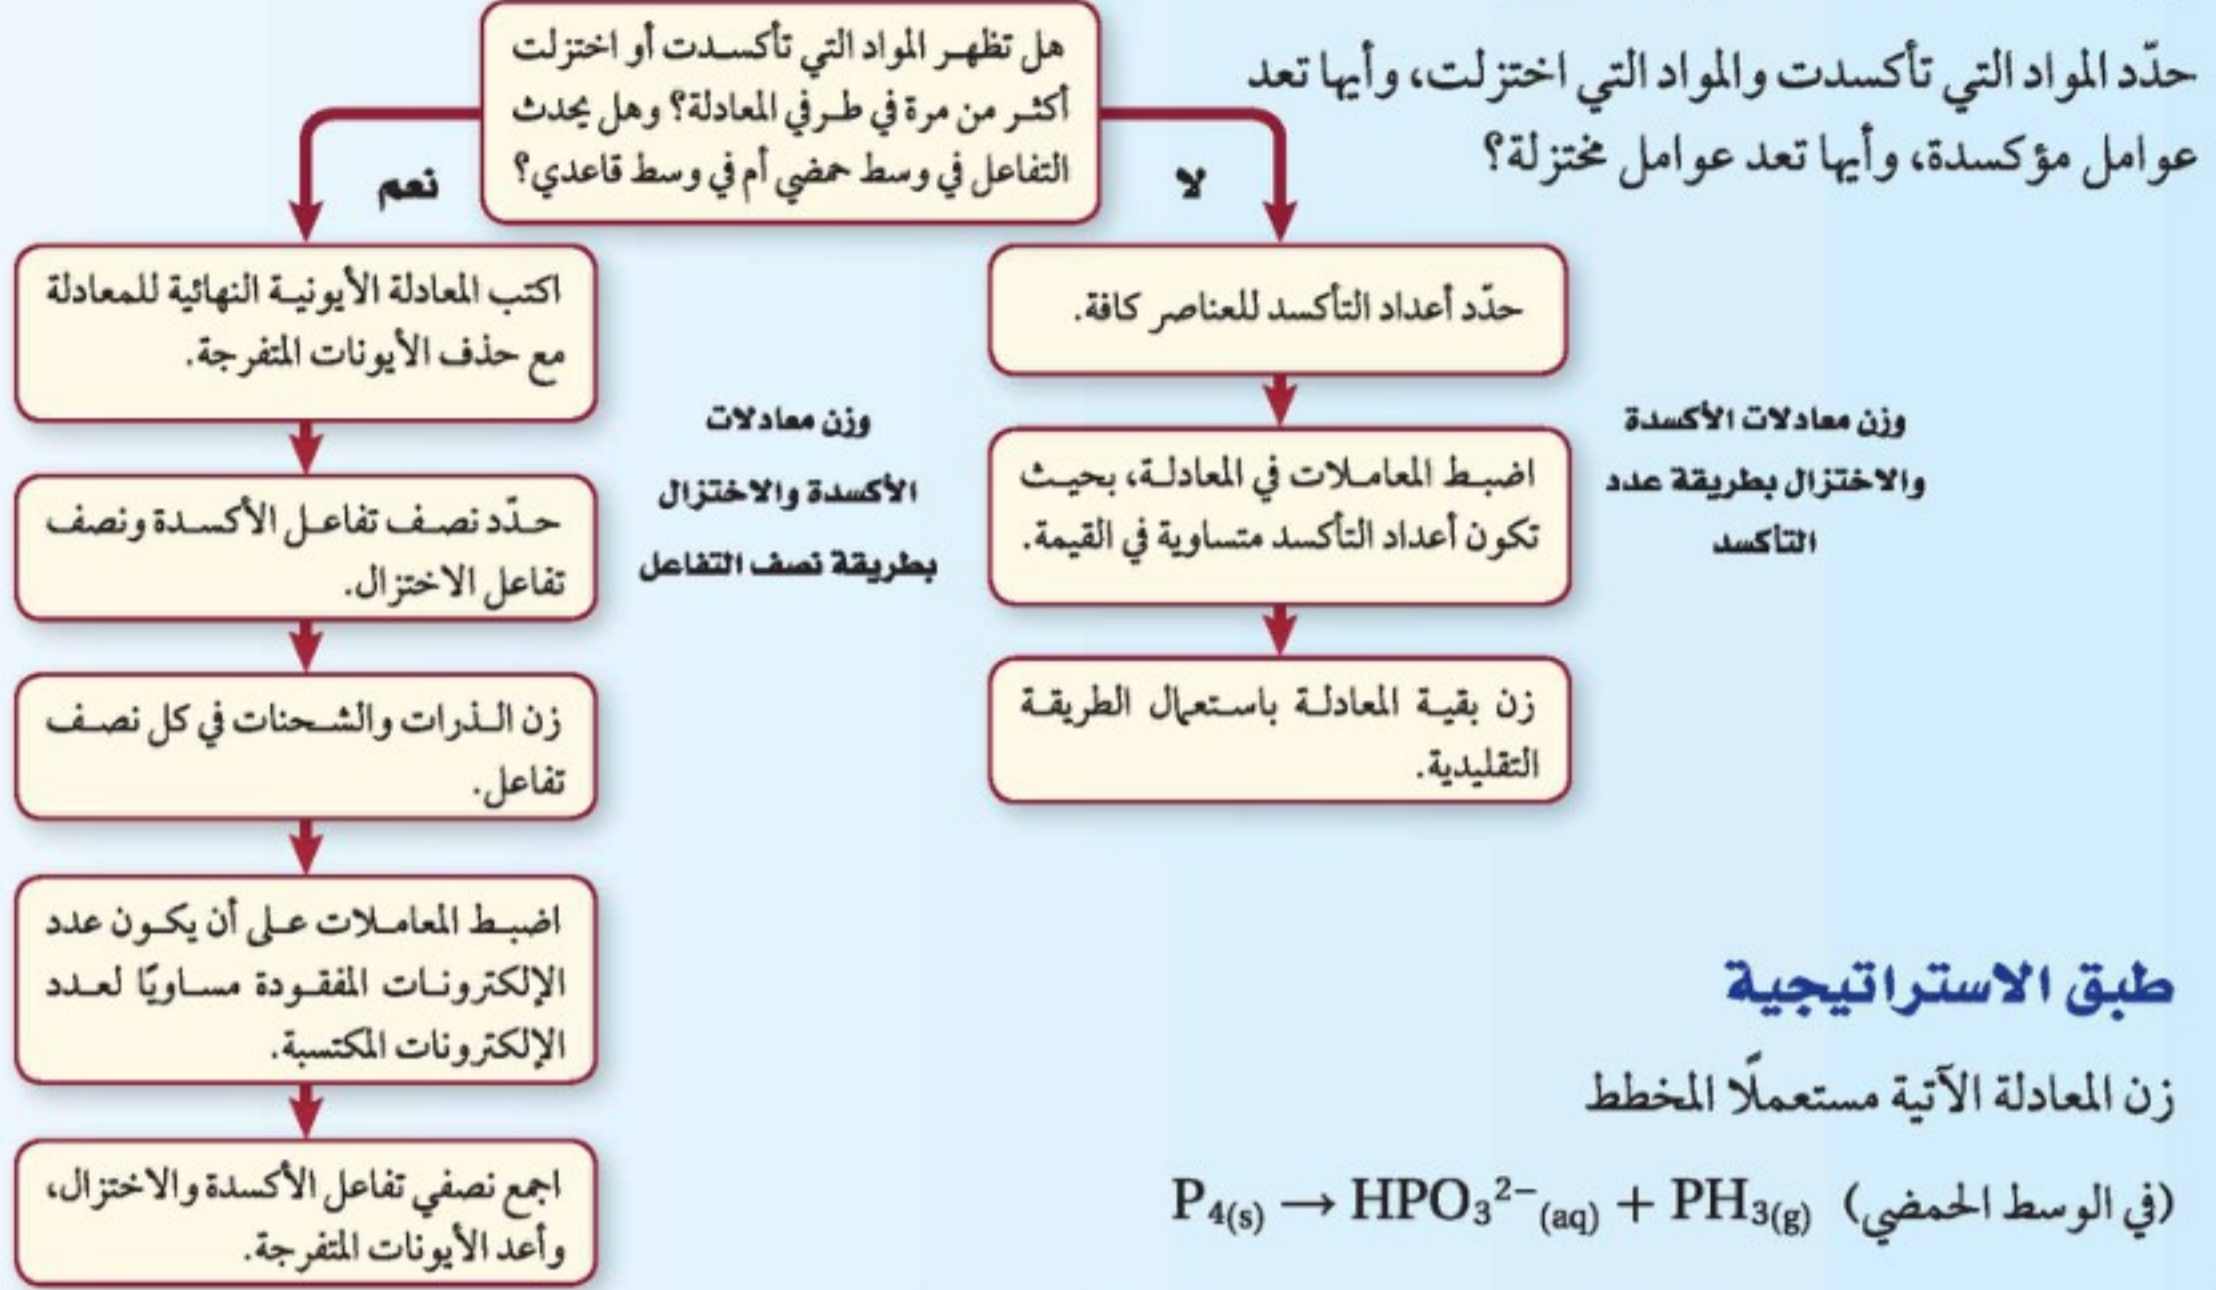 حدّد المواد التي تأكسدت والمواد التي اختزلت، وأيها تعد
عوامل مؤكسدة، وأيها تعد عوامل مختزلة؟
هل تظهر المواد التي تأكسدت أو اختزلت
أكثر من مرة في طرفي المعادلة؟ وهل يحدث
التفاعل في وسط حمضي أم في وسط قاعدي؟
لا
حدّد أعداد التأكسد للعناصر كافة.
اضبط المعاملات في المعادلة، بحيث
تكون أعداد التأكسد متساوية في القيمة.
زن بقية المعادلة باستعمال الطريقة
التقليدية.
وزن معادلات الأكسدة
والاختزال بطريقة عدد
التأكسد
نعم
اكتب المعادلة الأيونية النهائية للمعادلة
مع حذف الأيونات المتفرجة.
حدّد نصف تفاعل الأكسدة ونصف
تفاعل الاختزال.
زن الذرات والشحنات في كل نصف
تفاعل.
اضبط المعاملات على أن يكون عدد
الإلكترونات المفقودة مساويًا لعدد
الإلكترونات المكتسبة.
اجمع نصفي تفاعل الأكسدة والاختزال،
وأعد الأيونات المتفرجة.
وزن معادلات
الأكسدة والاختزال
بطريقة نصف التفاعل
طبق الاستراتيجية
زن المعادلة الآتية مستعملًا المخطط
P₄₍ₛ₎ → HPO₃²⁻(aq) + PH₃(g) (في الوسط الحمضي)